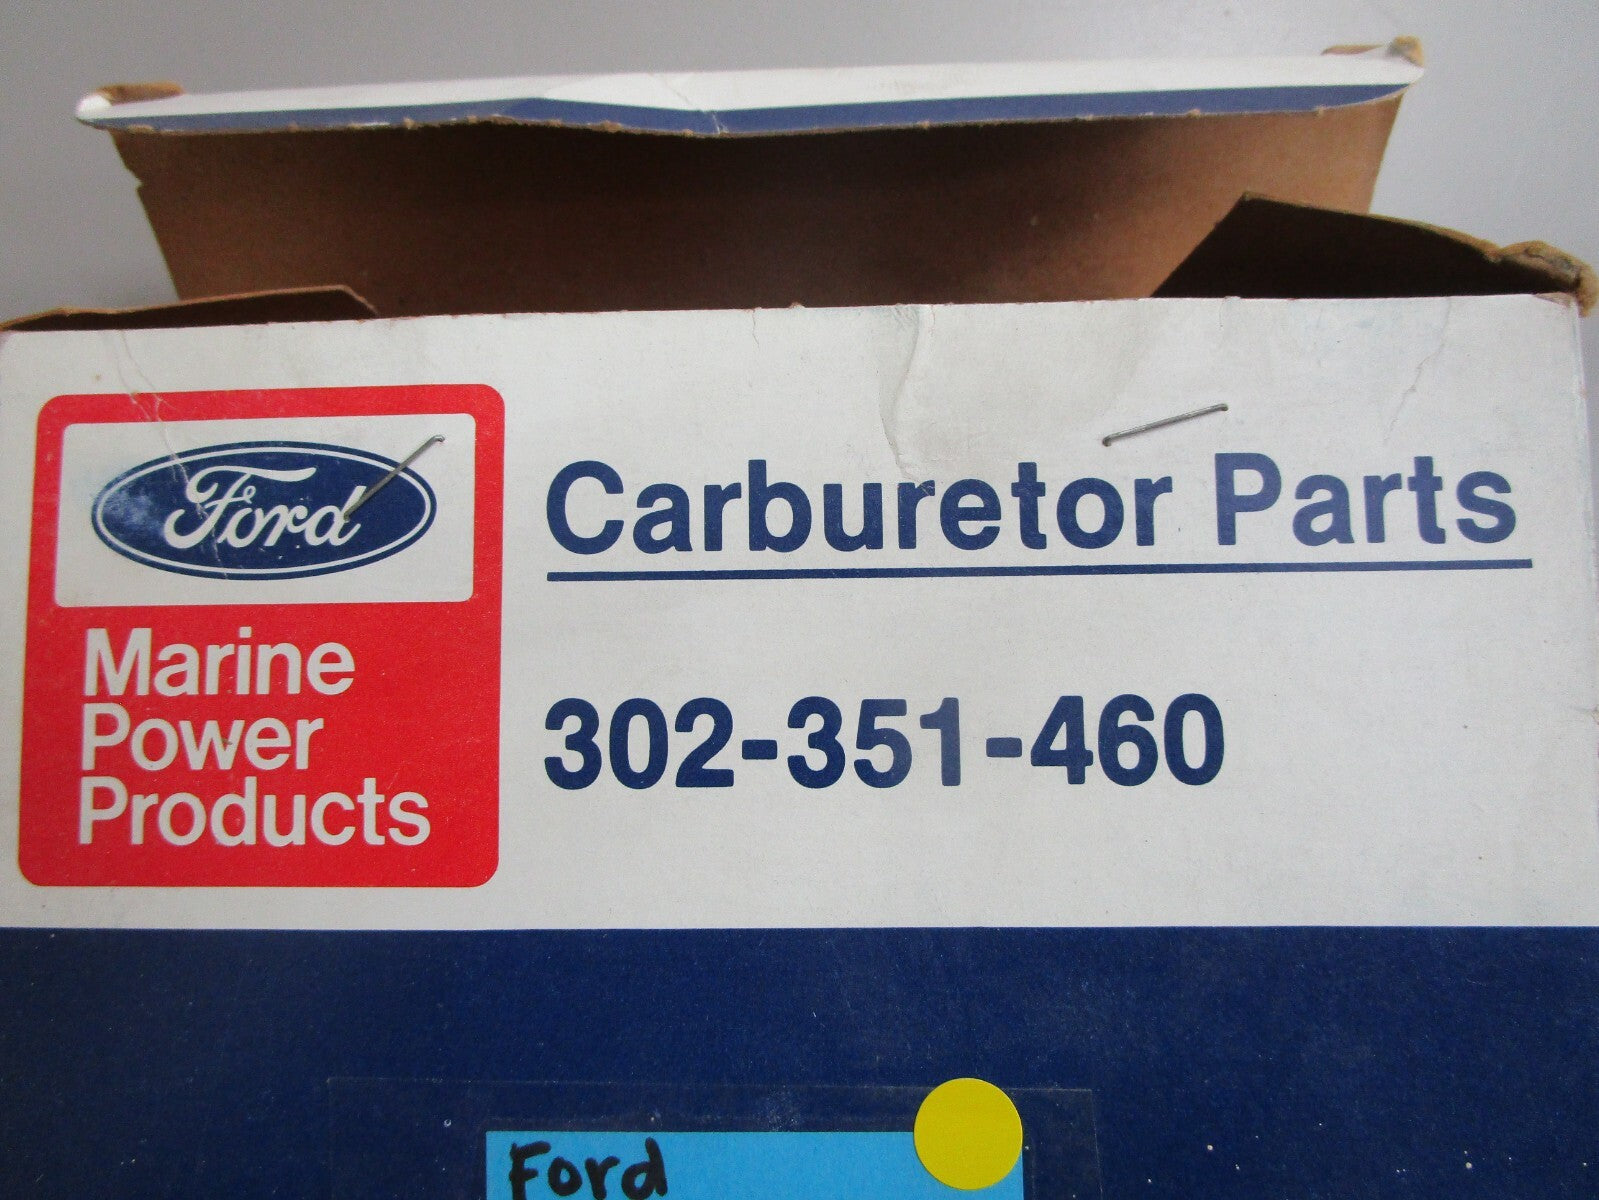 Ford
Marine
Power
Products
Carburetor Parts
302-351-460
Ford